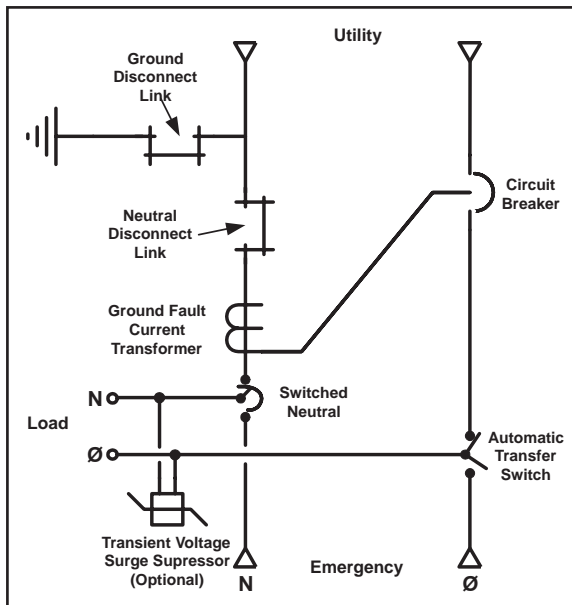 Utility
Ground
Disconnect
Link
Circuit
Breaker
Neutral
Disconnect
Link
Ground Fault
Current
Transformer
Switched
Neutral
N
Load
Ø
Automatic
Transfer
Switch
Transient Voltage
Surge Supressor
(Optional)
Emergency
N
Ø